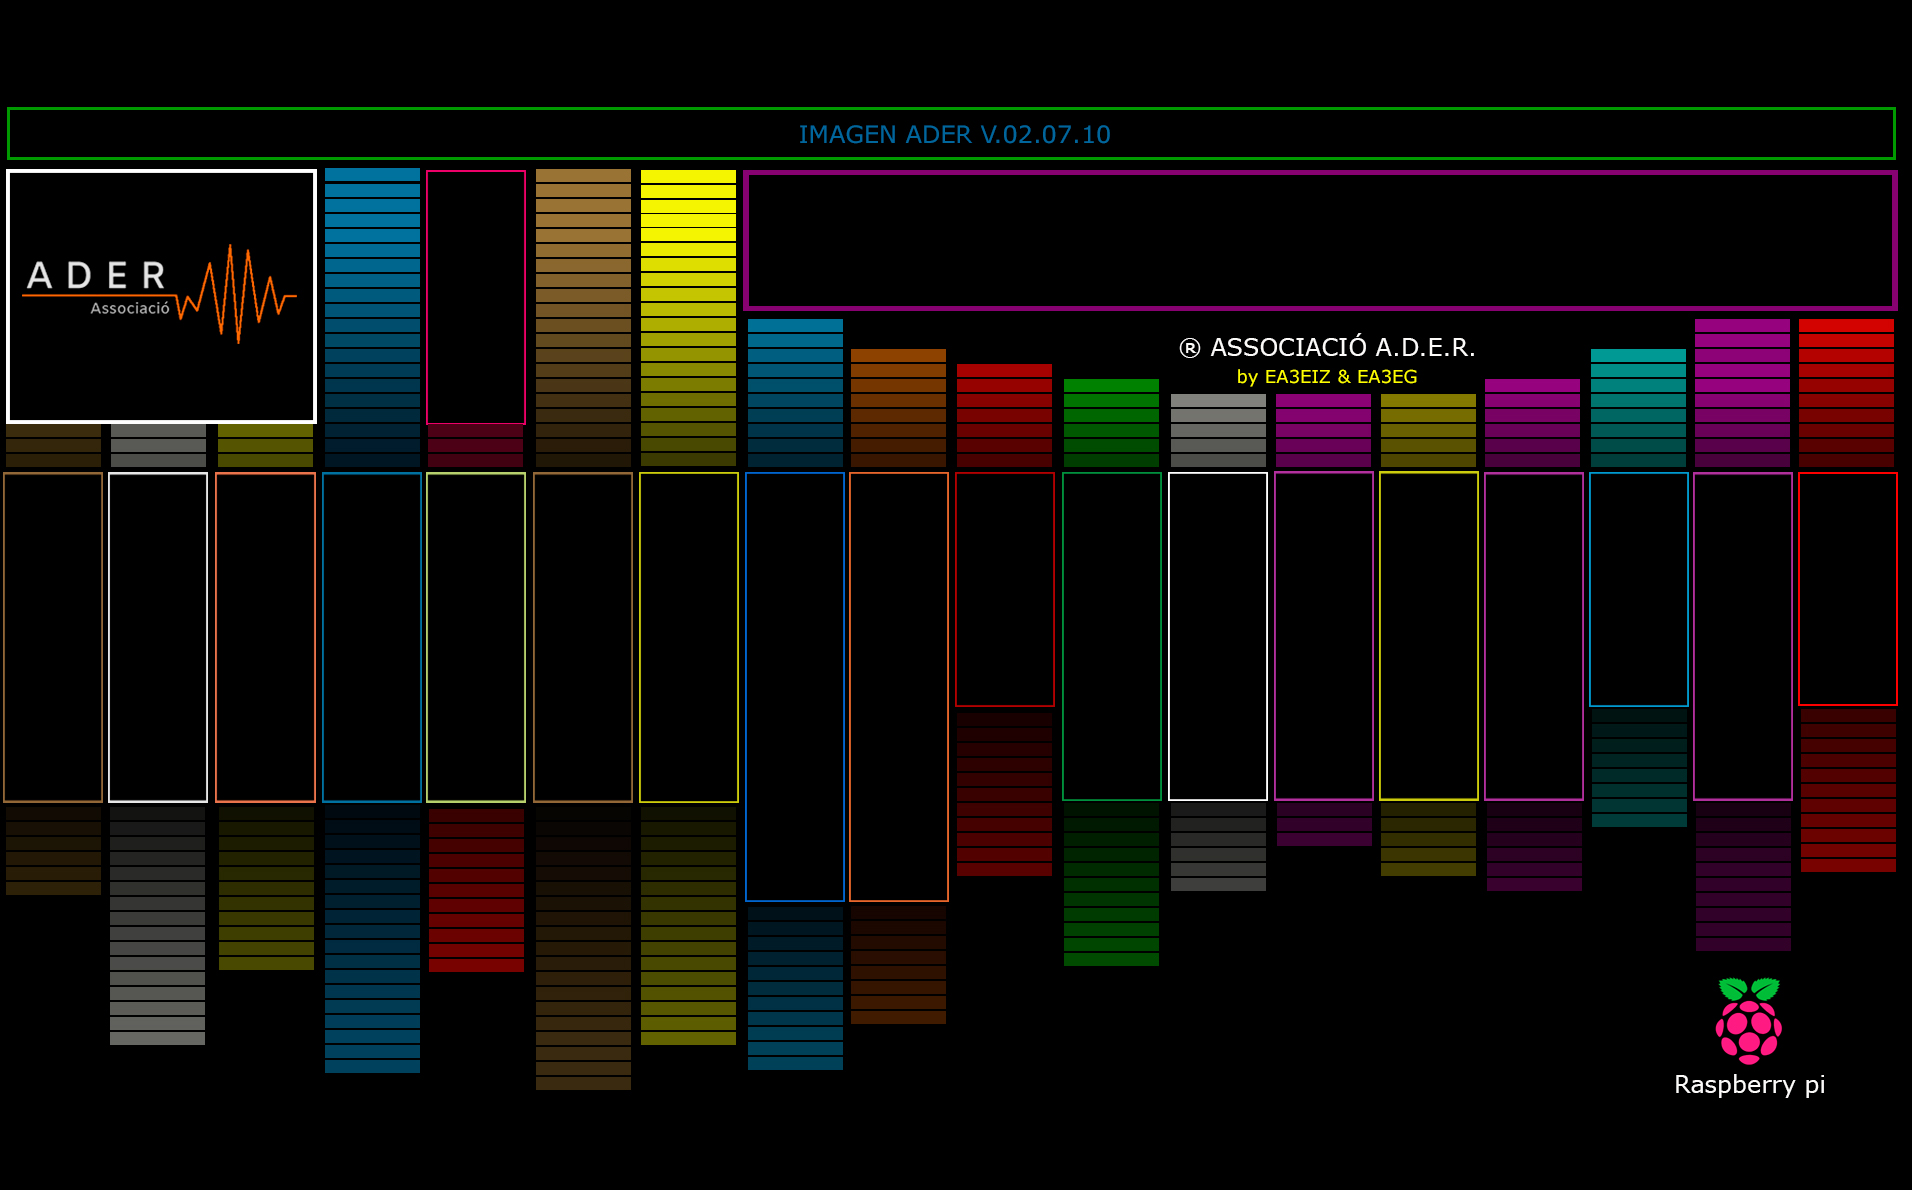 IMAGEN ADER V.02.07.10
ADER
Associació
® ASSOCIACIÓ A.D.E.R.
by EA3EIZ & EA3EG
Raspberry pi